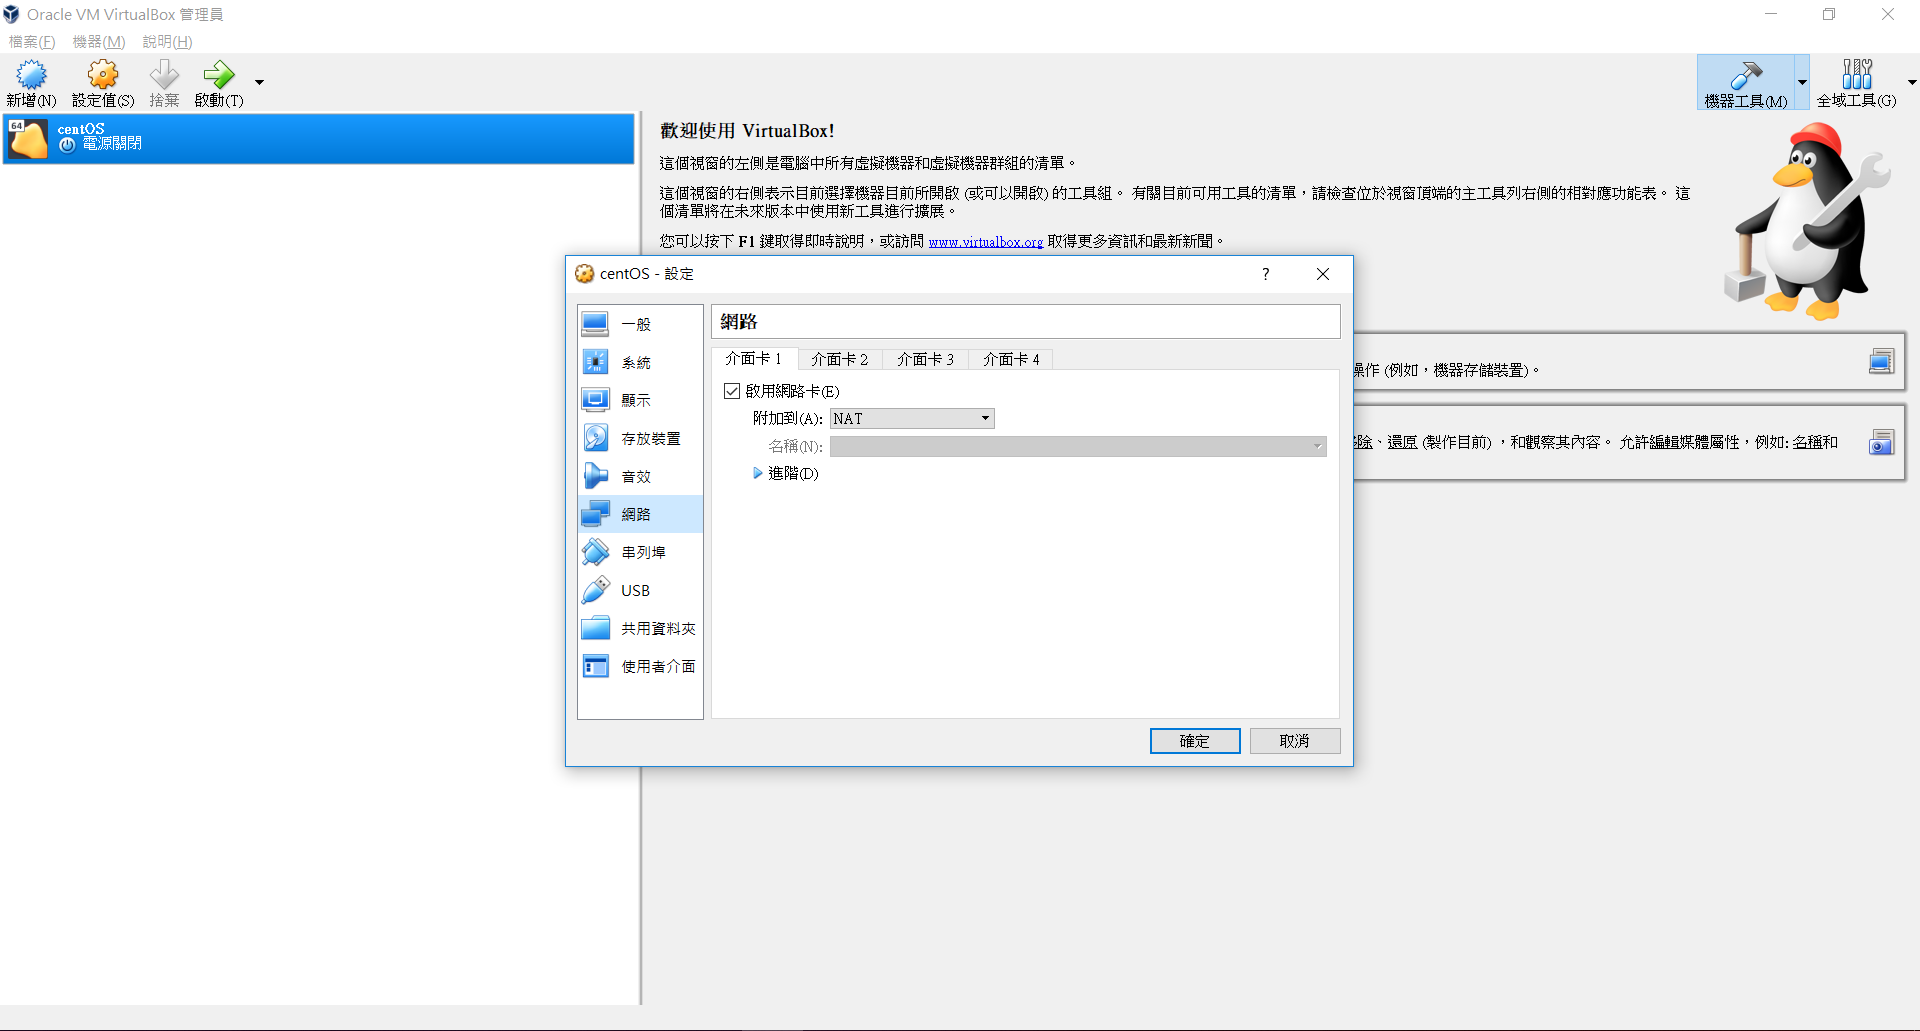 Oracle VM VirtualBox 管理員
檔案(F) 機器(M) 說明(H)
新增(N) 設定值(S) 捨棄 啟動(T) 機器工具(M) 全域工具(G)
64
centOS
電源關閉
歡迎使用 VirtualBox!
這個視窗的左側是電腦中所有虛擬機器和虛擬機器群組的清單。
這個視窗的右側表示目前選擇機器目前所開啟 (或可以開啟) 的工具組。 有關目前可用工具的清單，請檢查位於視窗頂端的主工具列右側的相對應功能表。 這
個清單將在未來版本中使用新工具進行擴展。
您可以按下 F1 鍵取得即時說明，或訪問 www.virtualbox.org 取得更多資訊和最新新聞。
操作 (例如，機器存儲裝置)。
除、還原 (製作目前) ，和觀察其內容。 允許編輯媒體屬性，例如: 名稱和
centOS - 設定
?
一般
系統
顯示
存放裝置
音效
網路
串列埠
USB
共用資料夾
使用者介面
網路
介面卡 1 介面卡 2 介面卡 3 介面卡 4
啟用網路卡(E)
附加到(A): NAT
名稱(N):
進階(D)
確定 取消